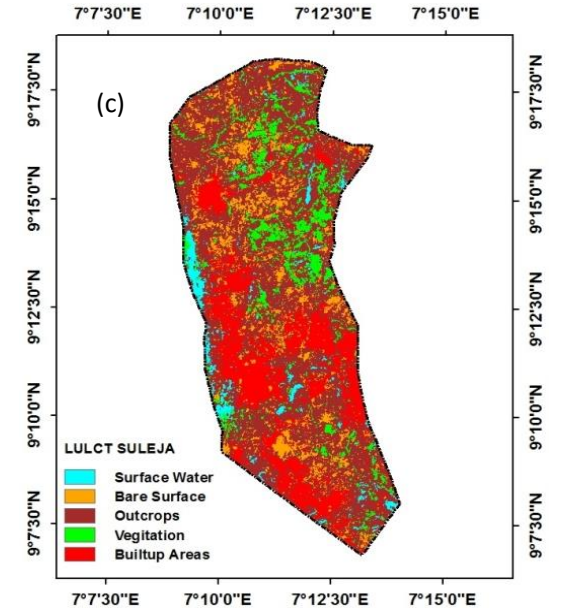 7°7'30"E 7°10'0"E 7°12'30"E 7°15'0"E
(c)
9°17'30"N 9°17'30"N
9°15'0"N 9°15'0"N
9°12'30"N 9°12'30"N
9°10'0"N 9°10'0"N
9°7'30"N 9°7'30"N
LULCT SULEJA
Surface Water
Bare Surface
Outcrops
Vegitation
Builtup Areas
7°7'30"E 7°10'0"E 7°12'30"E 7°15'0"E